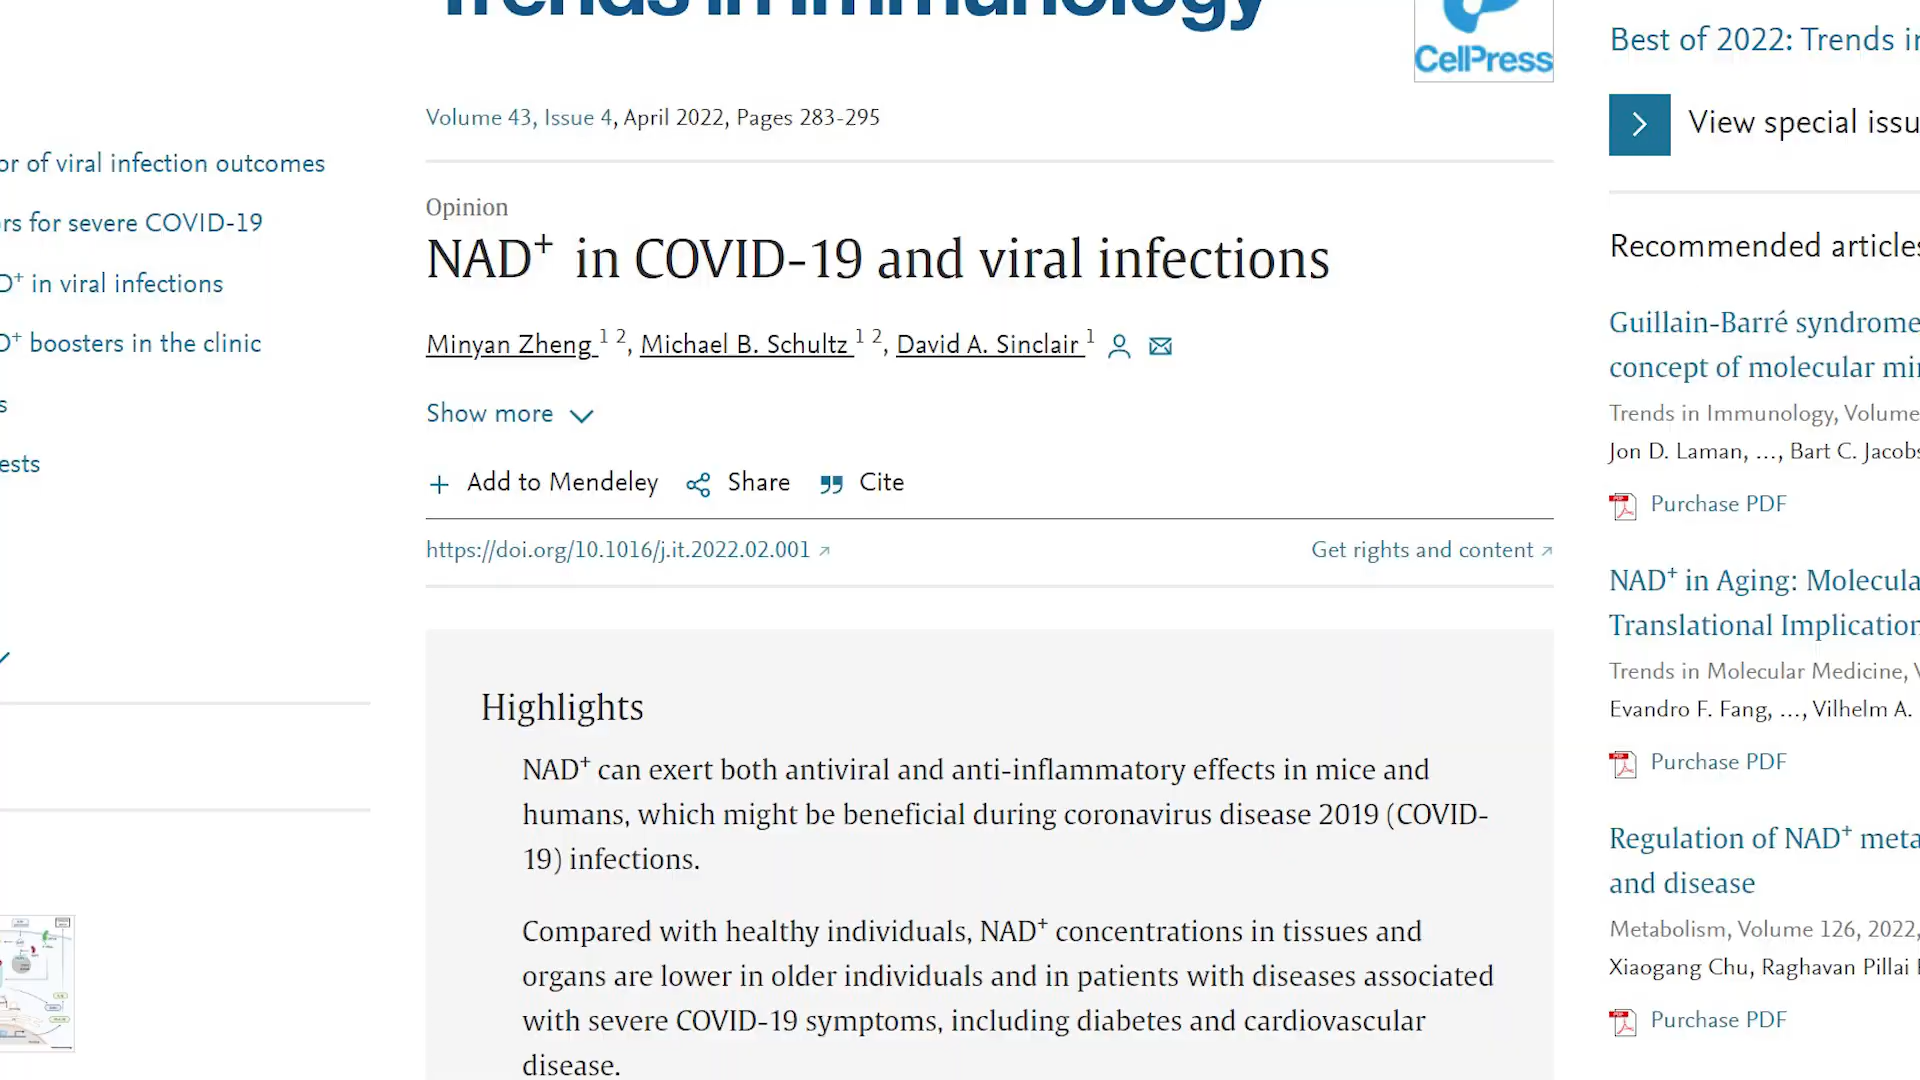 Trends in Immunology
CellPress
Volume 43, Issue 4, April 2022, Pages 283-295
or of viral infection outcomes
rs for severe COVID-19
D⁺ in viral infections
D⁺ boosters in the clinic
s
ests
Opinion
NAD⁺ in COVID-19 and viral infections
Minyan Zheng ¹ ², Michael B. Schultz ¹ ², David A. Sinclair ¹
Show more
+ Add to Mendeley Share Cite
https://doi.org/10.1016/j.it.2022.02.001 Get rights and content
Highlights
NAD⁺ can exert both antiviral and anti-inflammatory effects in mice and
humans, which might be beneficial during coronavirus disease 2019 (COVID-
19) infections.
Compared with healthy individuals, NAD⁺ concentrations in tissues and
organs are lower in older individuals and in patients with diseases associated
with severe COVID-19 symptoms, including diabetes and cardiovascular
disease.
Best of 2022: Trends in
View special issu
Recommended articles
Guillain-Barré syndrome
concept of molecular mi
Trends in Immunology, Volume
Jon D. Laman, …, Bart C. Jacobs
Purchase PDF
NAD⁺ in Aging: Molecula
Translational Implication
Trends in Molecular Medicine, V
Evandro F. Fang, …, Vilhelm A.
Purchase PDF
Regulation of NAD⁺ meta
and disease
Metabolism, Volume 126, 2022,
Xiaogang Chu, Raghavan Pillai
Purchase PDF